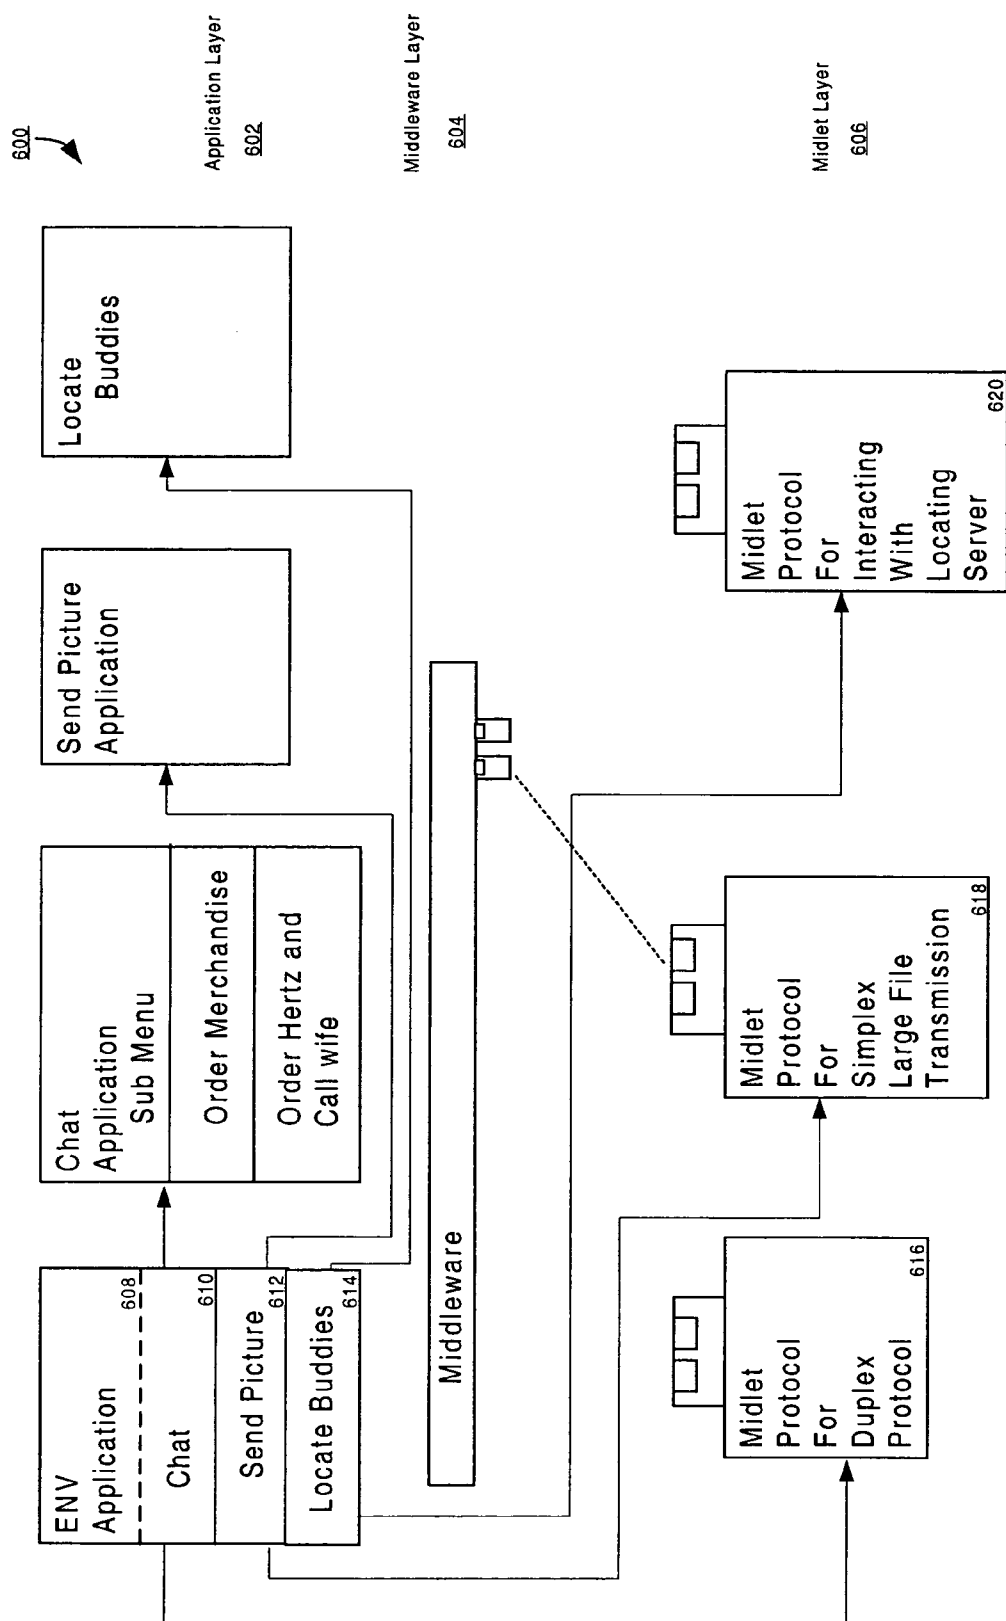 600
Application Layer
602
Middleware Layer
604
Midlet Layer
606
ENV
Application
608
Chat
610
Send Picture
612
Locate Buddies
614
Chat
Application
Sub Menu
Order Merchandise
Order Hertz and
Call wife
Send Picture
Application
Locate
Buddies
Middleware
Midlet
Protocol
For
Duplex
Protocol
616
Midlet
Protocol
For
Simplex
Large File
Transmission
618
Midlet
Protocol
For
Interacting
With
Locating
Server
620